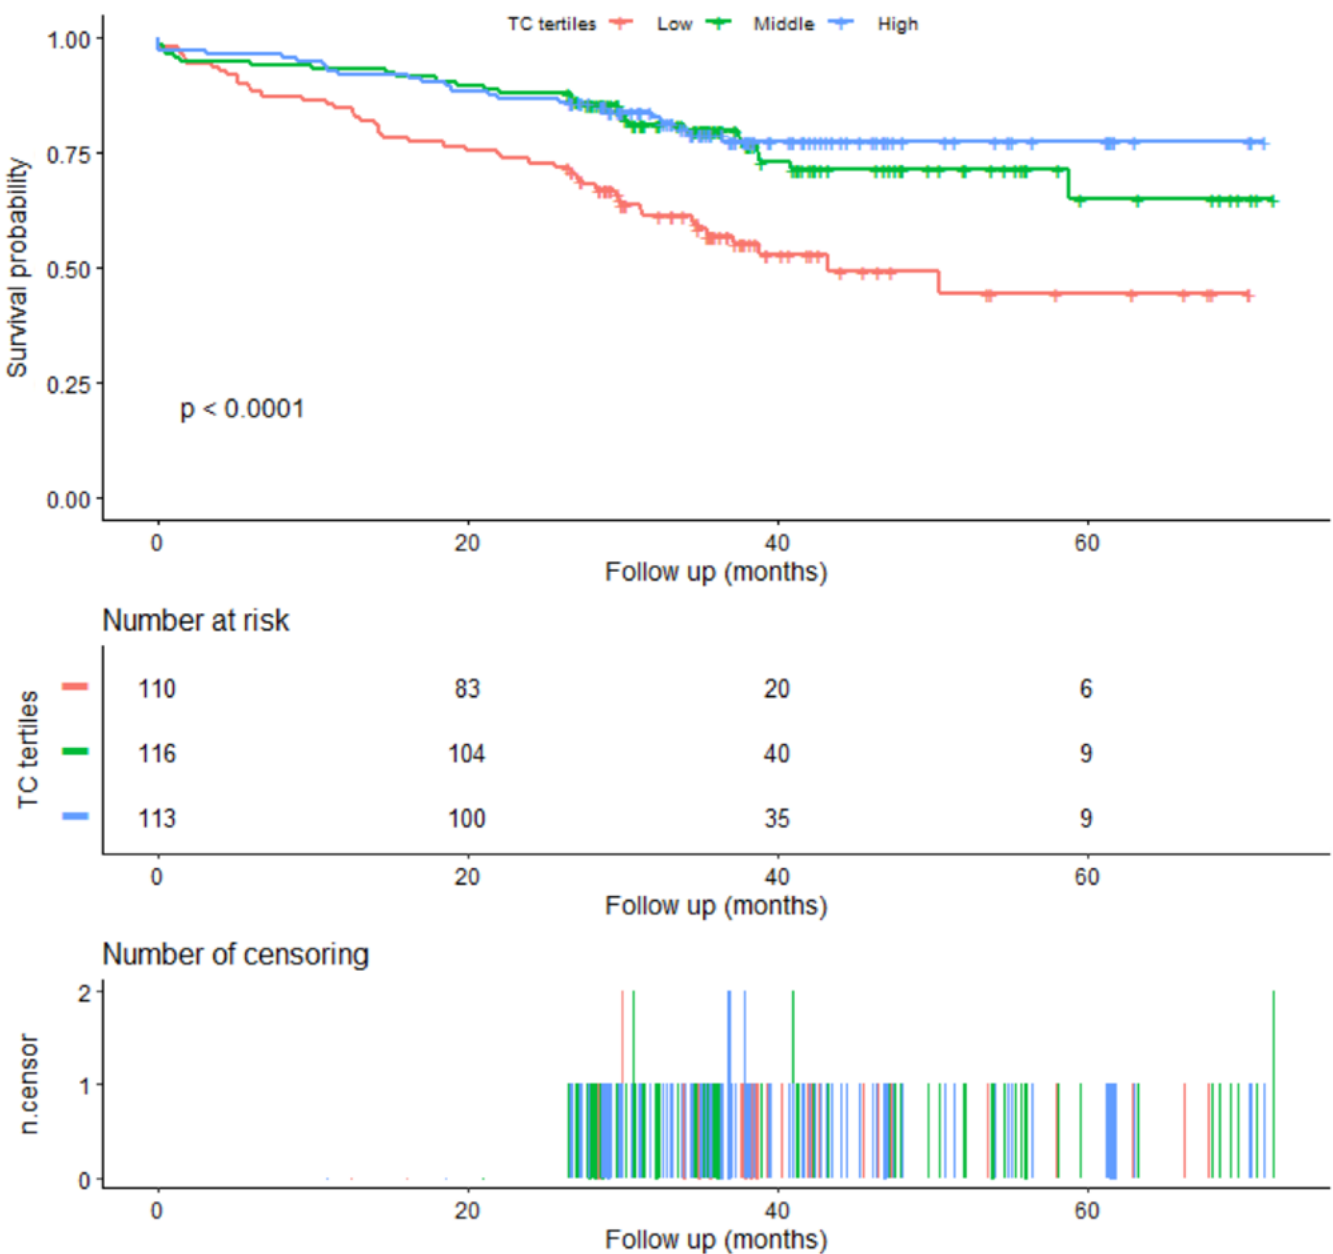 TC tertiles Low Middle High
1.00
0.75
0.50
0.25
0.00
Survival probability
p < 0.0001
0 20 40 60
Follow up (months)
Number at risk
TC tertiles
110 83 20 6
116 104 40 9
113 100 35 9
0 20 40 60
Follow up (months)
Number of censoring
2
1
0
n.censor
0 20 40 60
Follow up (months)